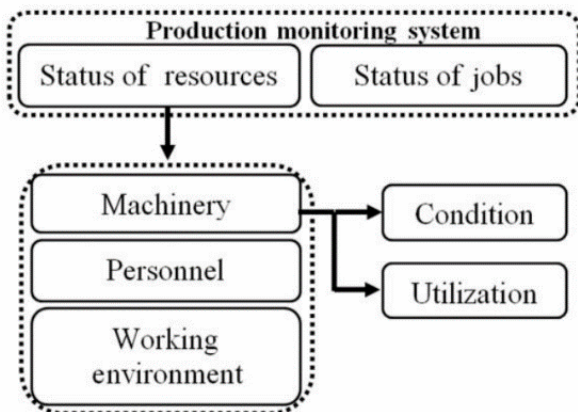 Production monitoring system
Status of resources
Status of jobs
Machinery
Condition
Personnel
Utilization
Working
environment